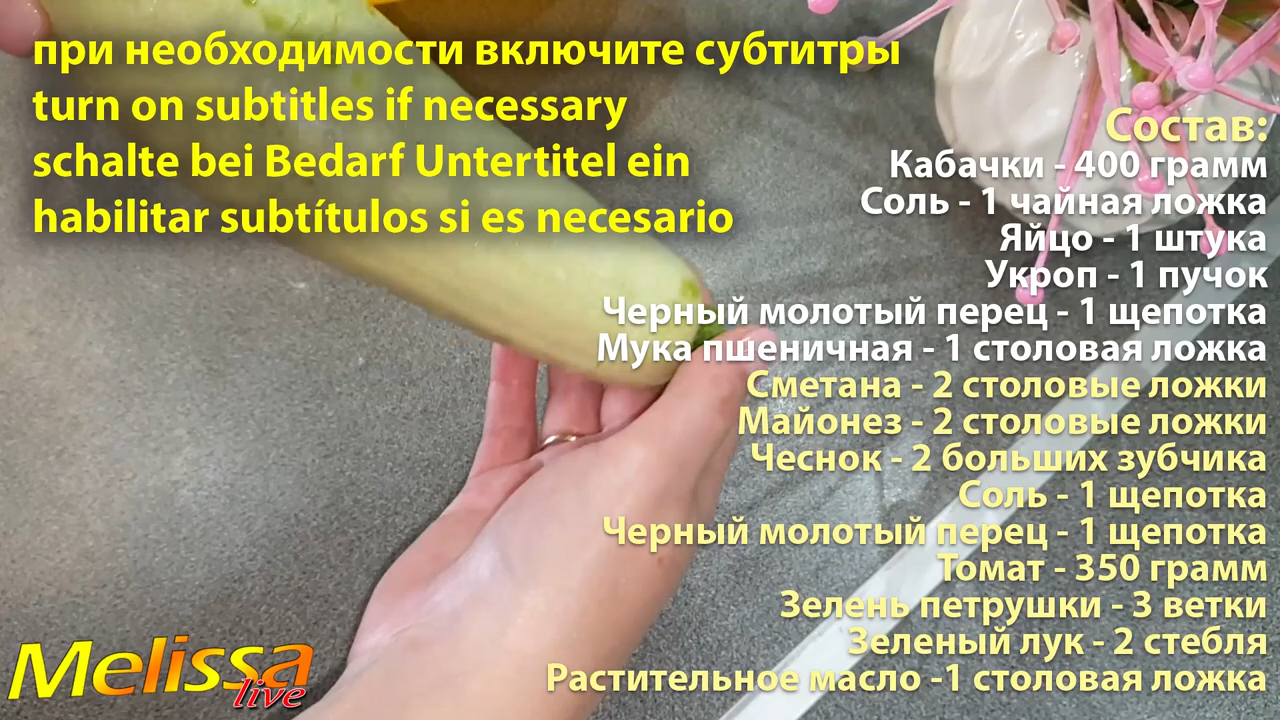 при необходимости включите субтитры
turn on subtitles if necessary
schalte bei Bedarf Untertitel ein
habilitar subtítulos si es necesario
Состав:
Кабачки - 400 грамм
Соль - 1 чайная ложка
Яйцо - 1 штука
Укроп - 1 пучок
Черный молотый перец - 1 щепотка
Мука пшеничная - 1 столовая ложка
Сметана - 2 столовые ложки
Майонез - 2 столовые ложки
Чеснок - 2 больших зубчика
Соль - 1 щепотка
Черный молотый перец - 1 щепотка
Томат - 350 грамм
Зелень петрушки - 3 ветки
Зеленый лук - 2 стебля
Растительное масло -1 столовая ложка
Melissa
live